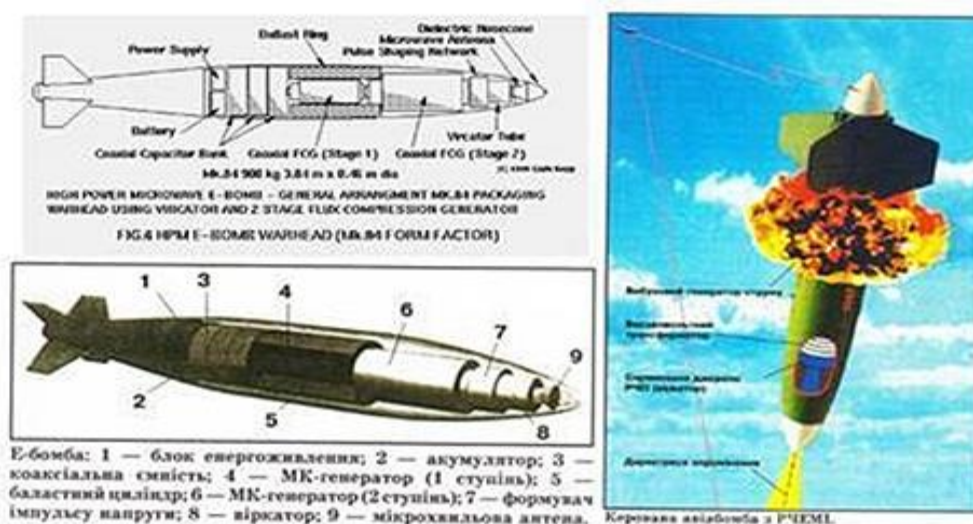 Dielectric Nosecone
Microwave Antenna
Pulse Shaping Network
Ballast Ring
Power Supply
Battery
Vircator Tube
Coaxial Capacitor Bank
Coaxial FCG (Stage 1)
Coaxial FCG (Stage 2)
Mk.84 900 kg 3.84 m x 0.46 m dia
HIGH POWER MICROWAVE E-BOMB - GENERAL ARRANGMENT MK.84 PACKAGING
WARHEAD USING VIRCATOR AND 2 STAGE FLUX COMPRESSION GENERATOR
FIG.6 HPM E-BOMB WARHEAD (Mk.84 FORM FACTOR)
1
3
4
6
7
9
2
5
8
Е-бомба: 1 — блок енергоживлення; 2 — акумулятор; 3 —
коаксіальна ємність; 4 — МК-генератор (1 ступінь); 5 —
баластний циліндр; 6 — МК-генератор (2 ступінь); 7 — формувач
імпульсу напруги; 8 — віркатор; 9 — мікрохвильова антена.
Вибуховий генератор струму
Керована авіабомба з РЧЕМІ.